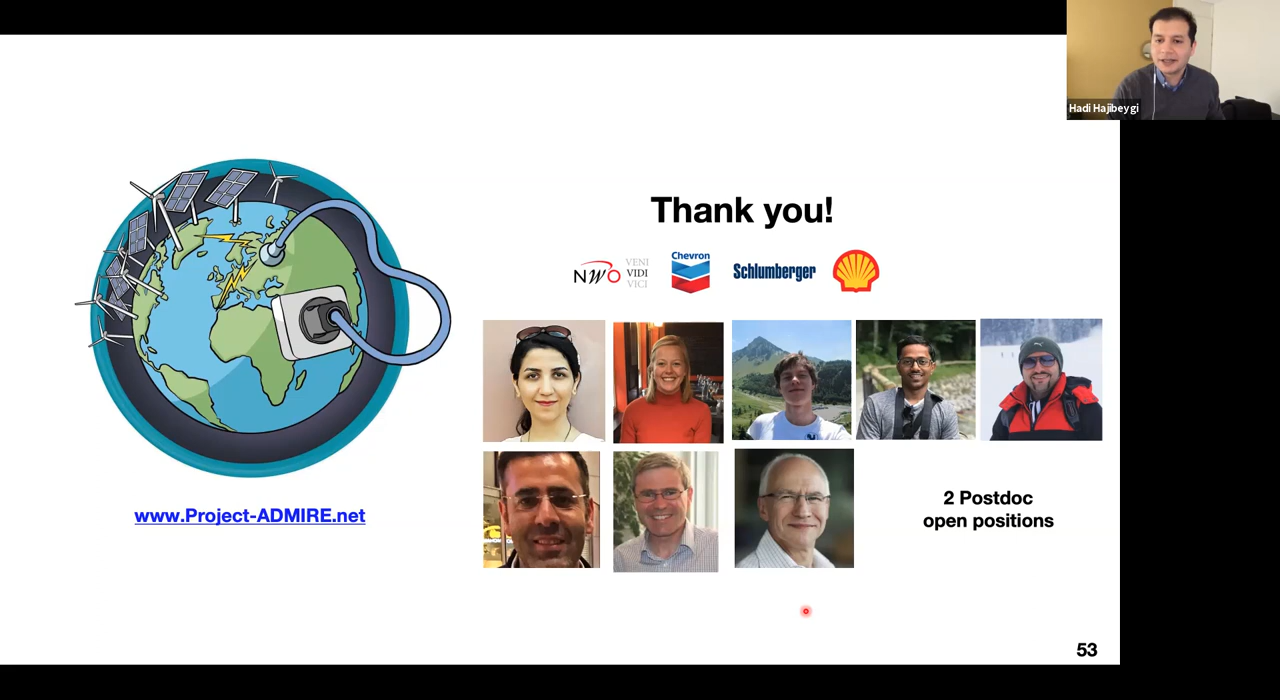 Hadi Hajibeygi
Thank you!
NWO
VENI
VIDI
VICI
Chevron
Schlumberger
www.Project-ADMIRE.net
2 Postdoc
open positions
53